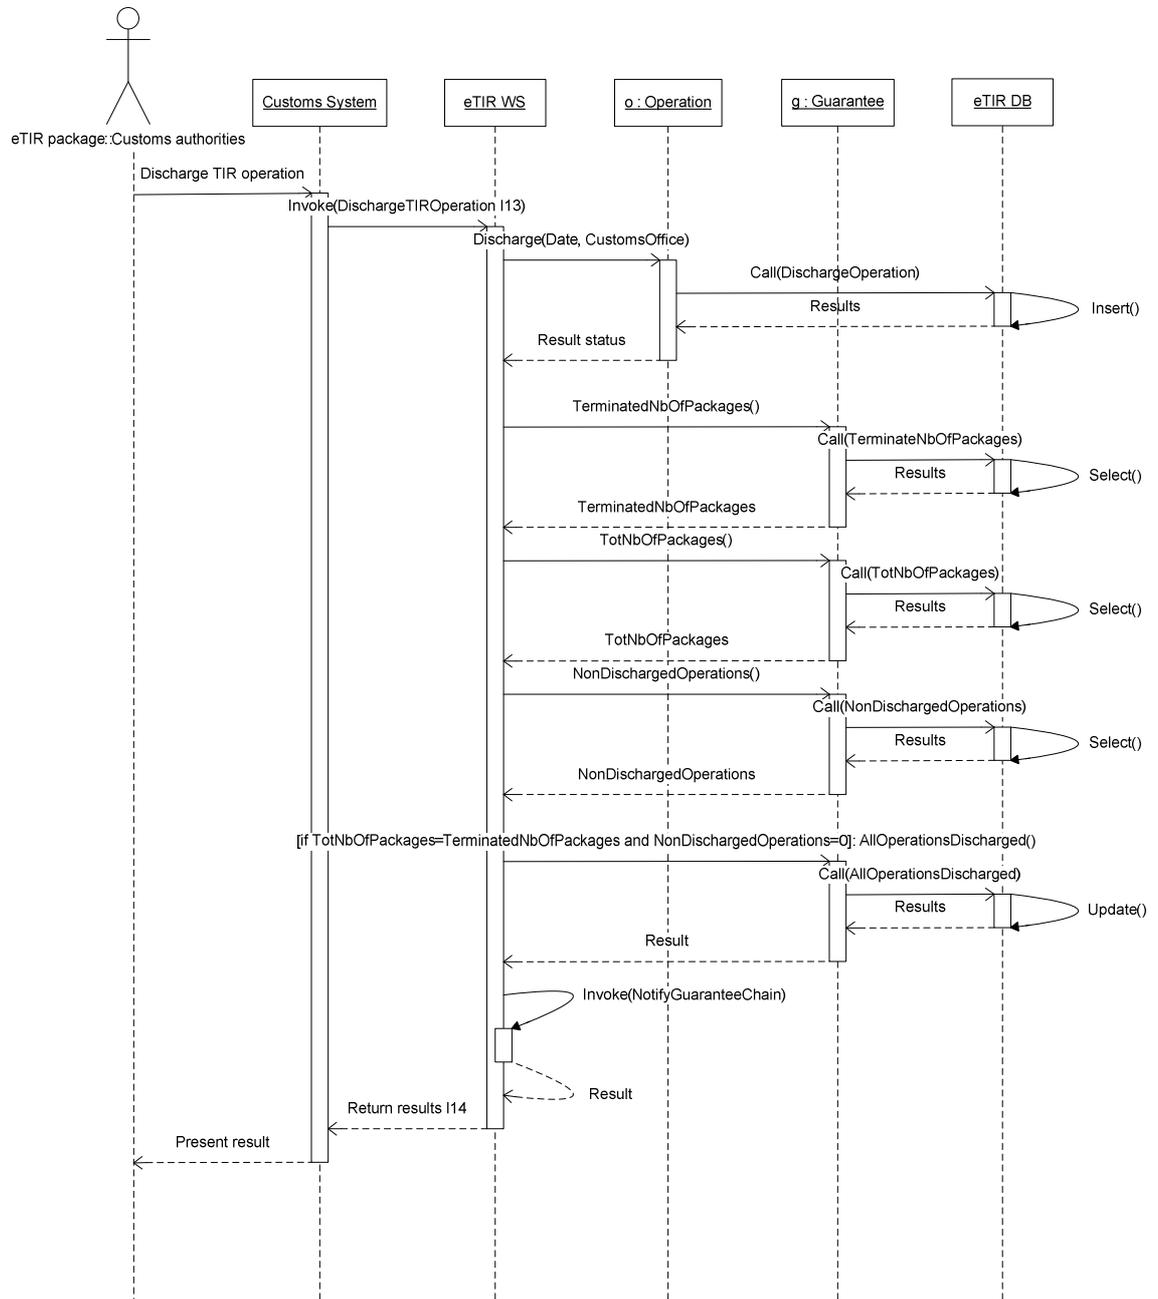 Customs System
eTIR WS
o : Operation
g : Guarantee
eTIR DB
eTIR package::Customs authorities
Discharge TIR operation
Invoke(DischargeTIROperation I13)
Discharge(Date, CustomsOffice)
Call(DischargeOperation)
Results
Insert()
Result status
TerminatedNbOfPackages()
Call(TerminateNbOfPackages)
Results
Select()
TerminatedNbOfPackages
TotNbOfPackages()
Call(TotNbOfPackages)
Results
Select()
TotNbOfPackages
NonDischargedOperations()
Call(NonDischargedOperations)
Results
Select()
NonDischargedOperations
[if TotNbOfPackages=TerminatedNbOfPackages and NonDischargedOperations=0]: AllOperationsDischarged()
Call(AllOperationsDischarged)
Results
Update()
Result
Invoke(NotifyGuaranteeChain)
Result
Return results I14
Present result